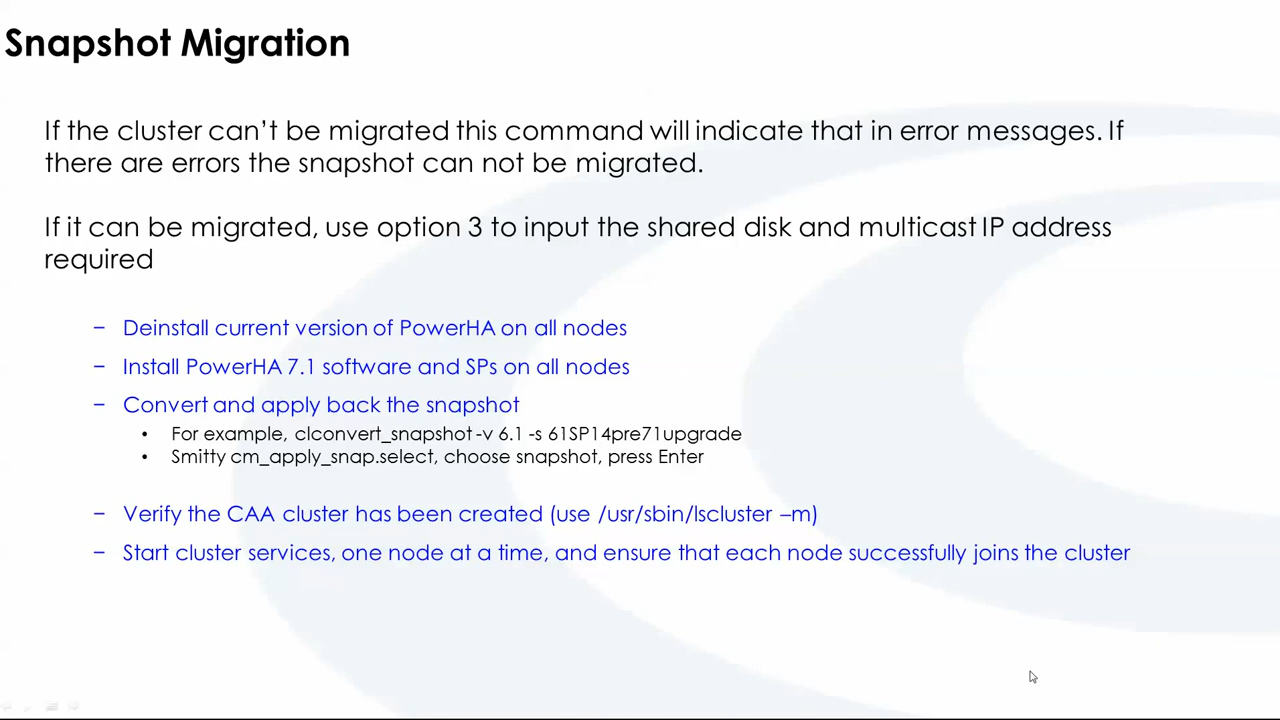 Snapshot Migration
If the cluster can’t be migrated this command will indicate that in error messages. If
there are errors the snapshot can not be migrated.
If it can be migrated, use option 3 to input the shared disk and multicast IP address
required
– Deinstall current version of PowerHA on all nodes
– Install PowerHA 7.1 software and SPs on all nodes
– Convert and apply back the snapshot
• For example, clconvert_snapshot -v 6.1 -s 61SP14pre71upgrade
• Smitty cm_apply_snap.select, choose snapshot, press Enter
– Verify the CAA cluster has been created (use /usr/sbin/lscluster –m)
– Start cluster services, one node at a time, and ensure that each node successfully joins the cluster